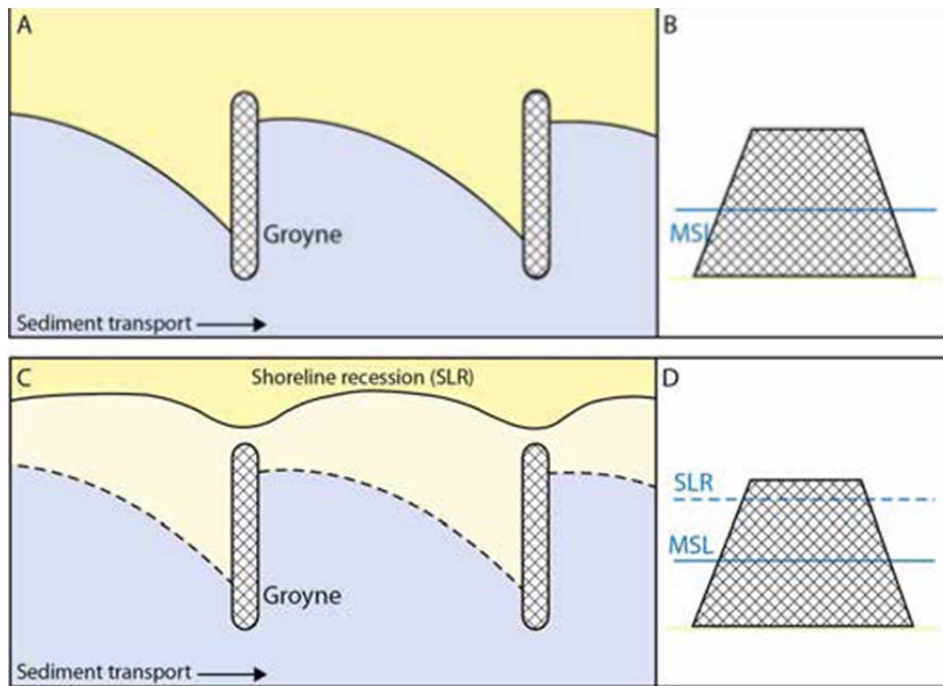 A
Groyne
Sediment transport
B
MSL
C
Shoreline recession (SLR)
Groyne
Sediment transport
D
SLR
MSL